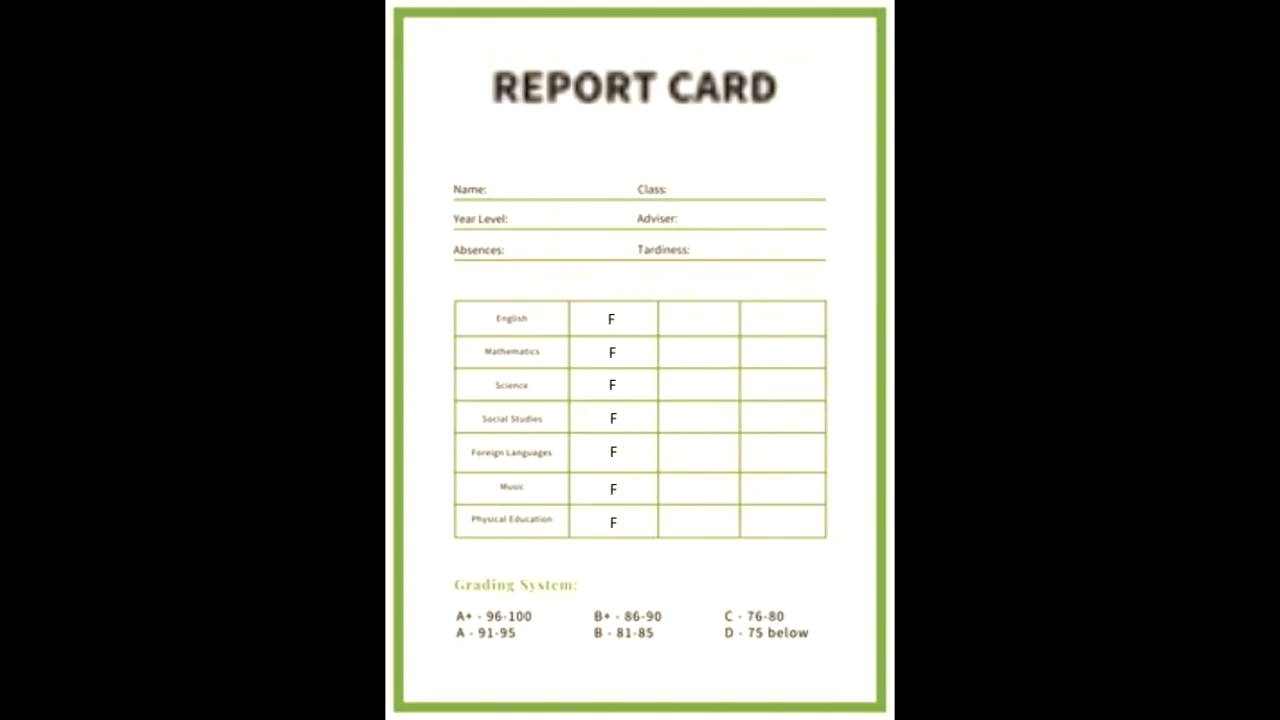 REPORT CARD
Name: Class:
Year Level: Adviser:
Absences: Tardiness:
English F
Mathematics F
Science F
Social Studies F
Foreign Languages F
Music F
Physical Education F
Grading System:
A+ - 96-100 B+ - 86-90 C - 76-80
A - 91-95 B - 81-85 D - 75 below